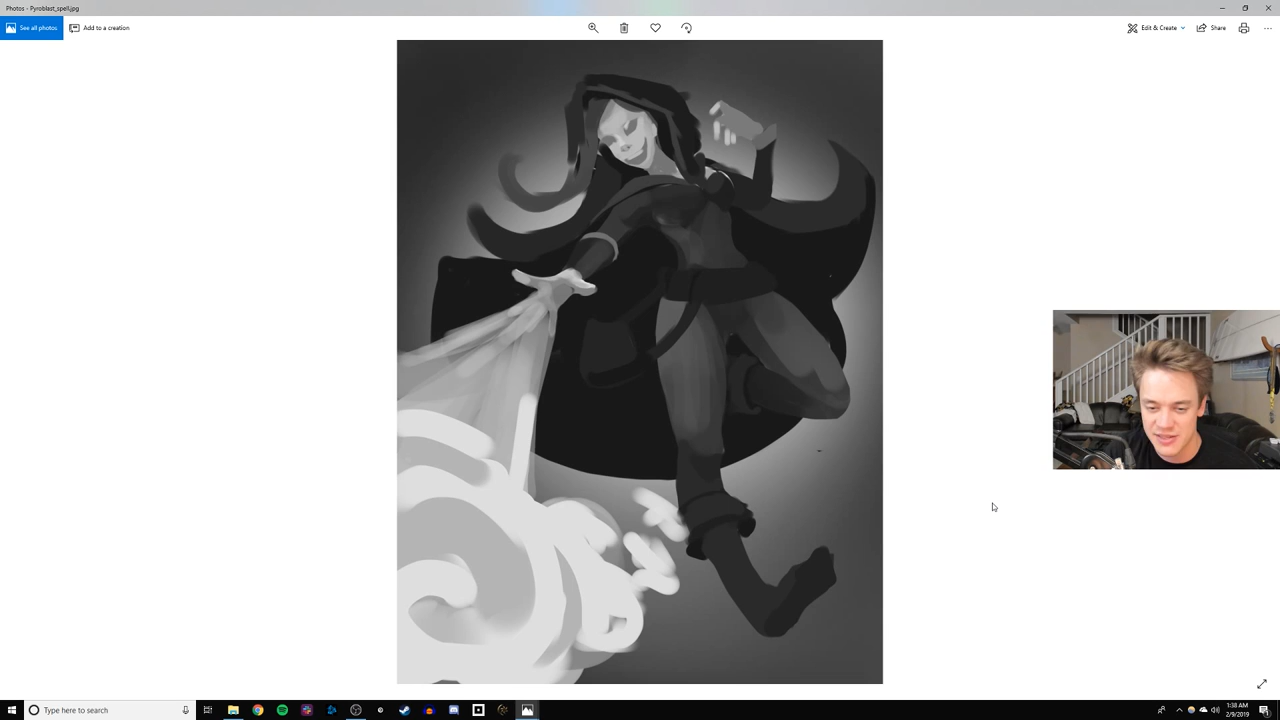 Photos - Pyroblast_spell.jpg
See all photos
Add to a creation
Edit & Create
Share
Type here to search
1:38 AM
2/9/2019